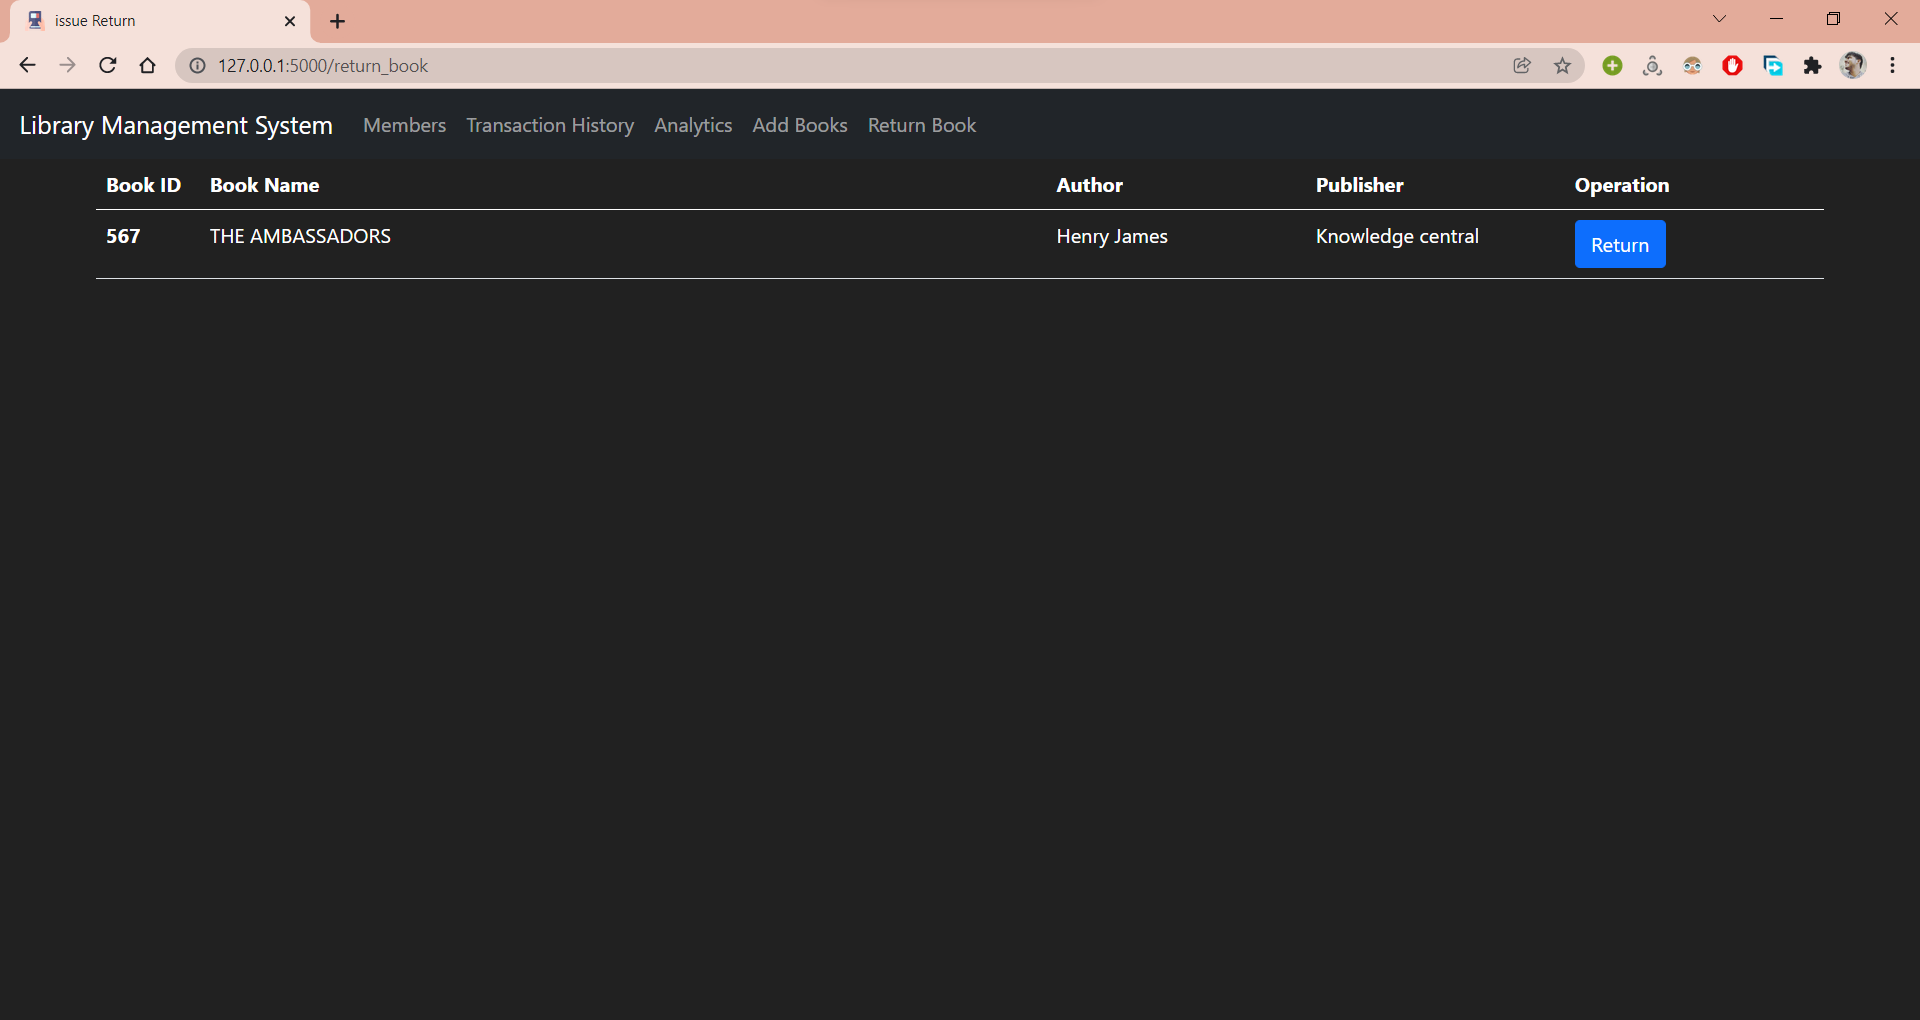 issue Return
127.0.0.1:5000/return_book
Library Management System Members Transaction History Analytics Add Books Return Book
Book ID Book Name Author Publisher Operation
567 THE AMBASSADORS Henry James Knowledge central Return